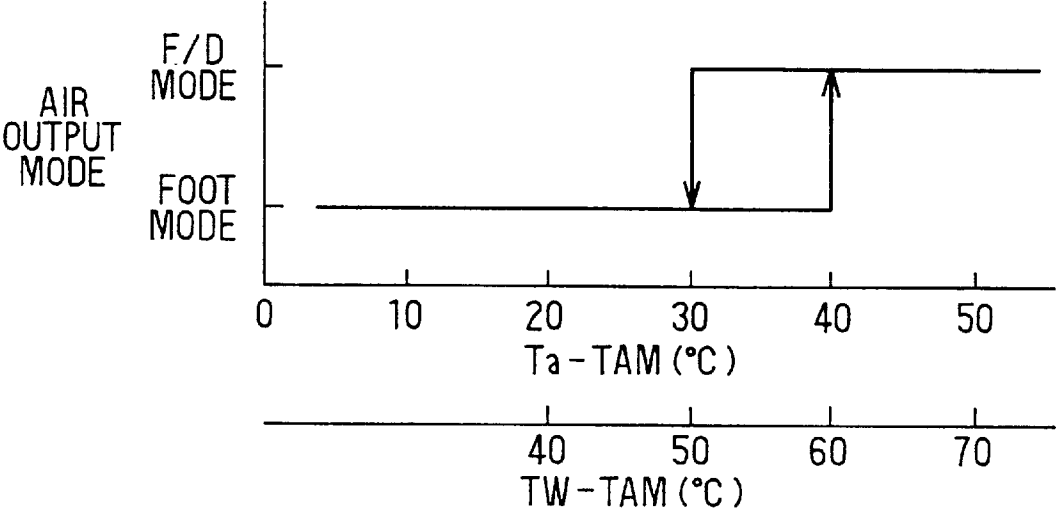 F/D
MODE
AIR
OUTPUT
MODE
FOOT
MODE
0 10 20 30 40 50
Ta-TAM (°C)
40 50 60 70
TW-TAM (°C)